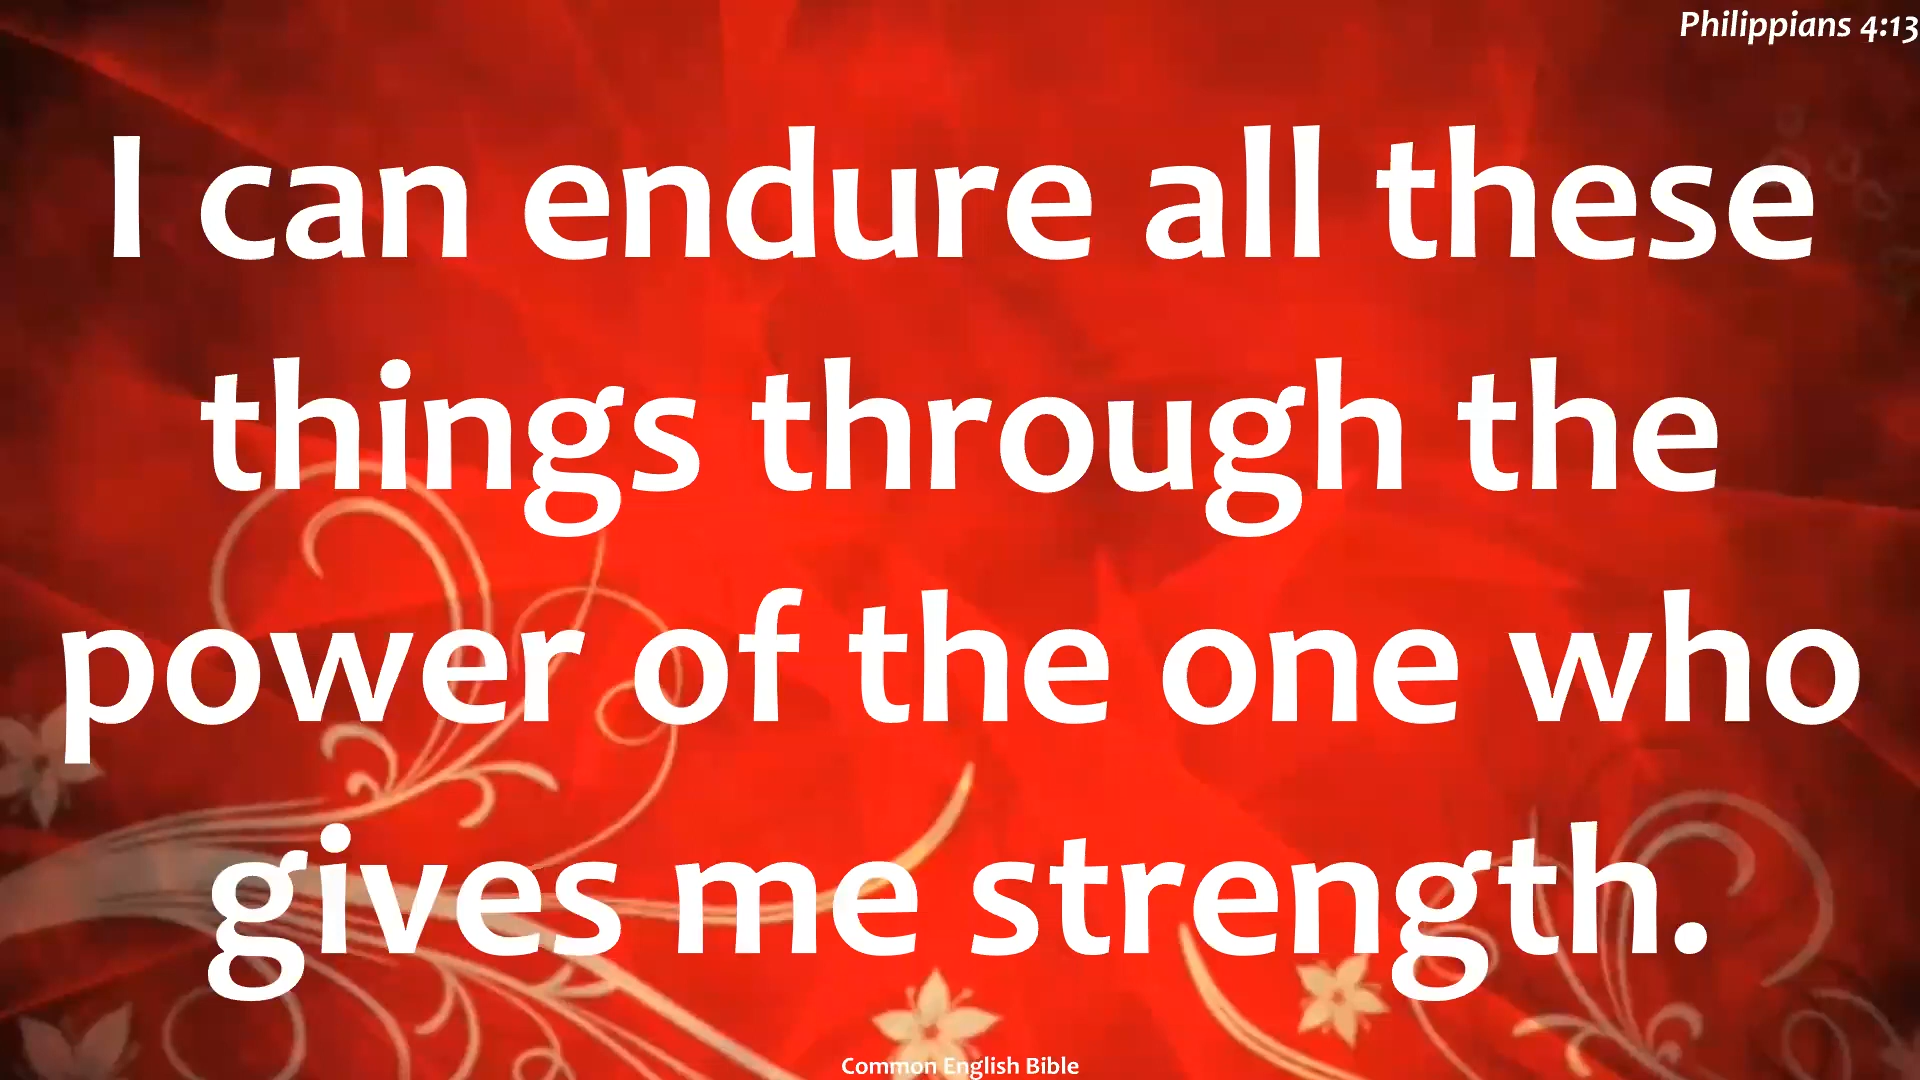 Philippians 4:13
I can endure all these
things through the
power of the one who
gives me strength.
Common English Bible